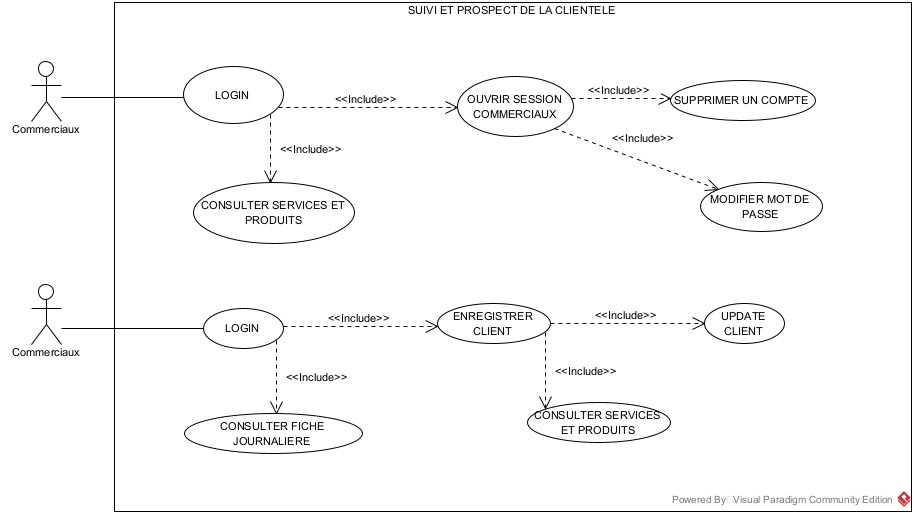 SUIVI ET PROSPECT DE LA CLIENTELE
LOGIN
<<Include>>
OUVRIR SESSION
COMMERCIAUX
<<Include>>
SUPPRIMER UN COMPTE
Commerciaux
<<Include>>
<<Include>>
CONSULTER SERVICES ET
PRODUITS
MODIFIER MOT DE
PASSE
LOGIN
<<Include>>
ENREGISTRER
CLIENT
<<Include>>
UPDATE
CLIENT
Commerciaux
<<Include>>
<<Include>>
CONSULTER FICHE
JOURNALIERE
CONSULTER SERVICES
ET PRODUITS
Powered By Visual Paradigm Community Edition